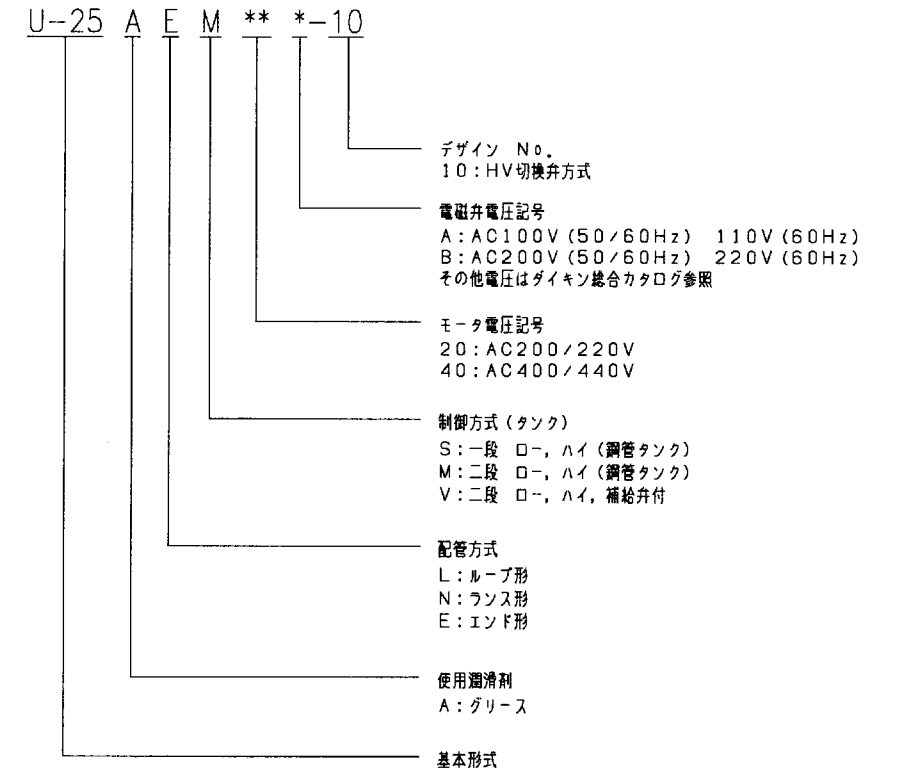 U-25 A E M ** *-10
デザイン No.
10:HV切換弁方式
電磁弁電圧記号
A:AC100V(50/60Hz) 110V(60Hz)
B:AC200V(50/60Hz) 220V(60Hz)
その他電圧はダイキン総合カタログ参照
モータ電圧記号
20:AC200/220V
40:AC400/440V
制御方式(タンク)
S:一段 ロー,ハイ(鋼管タンク)
M:二段 ロー,ハイ(鋼管タンク)
V:二段 ロー,ハイ,補給弁付
配管方式
L:ループ形
N:ランス形
E:エンド形
使用潤滑剤
A:グリース
基本形式